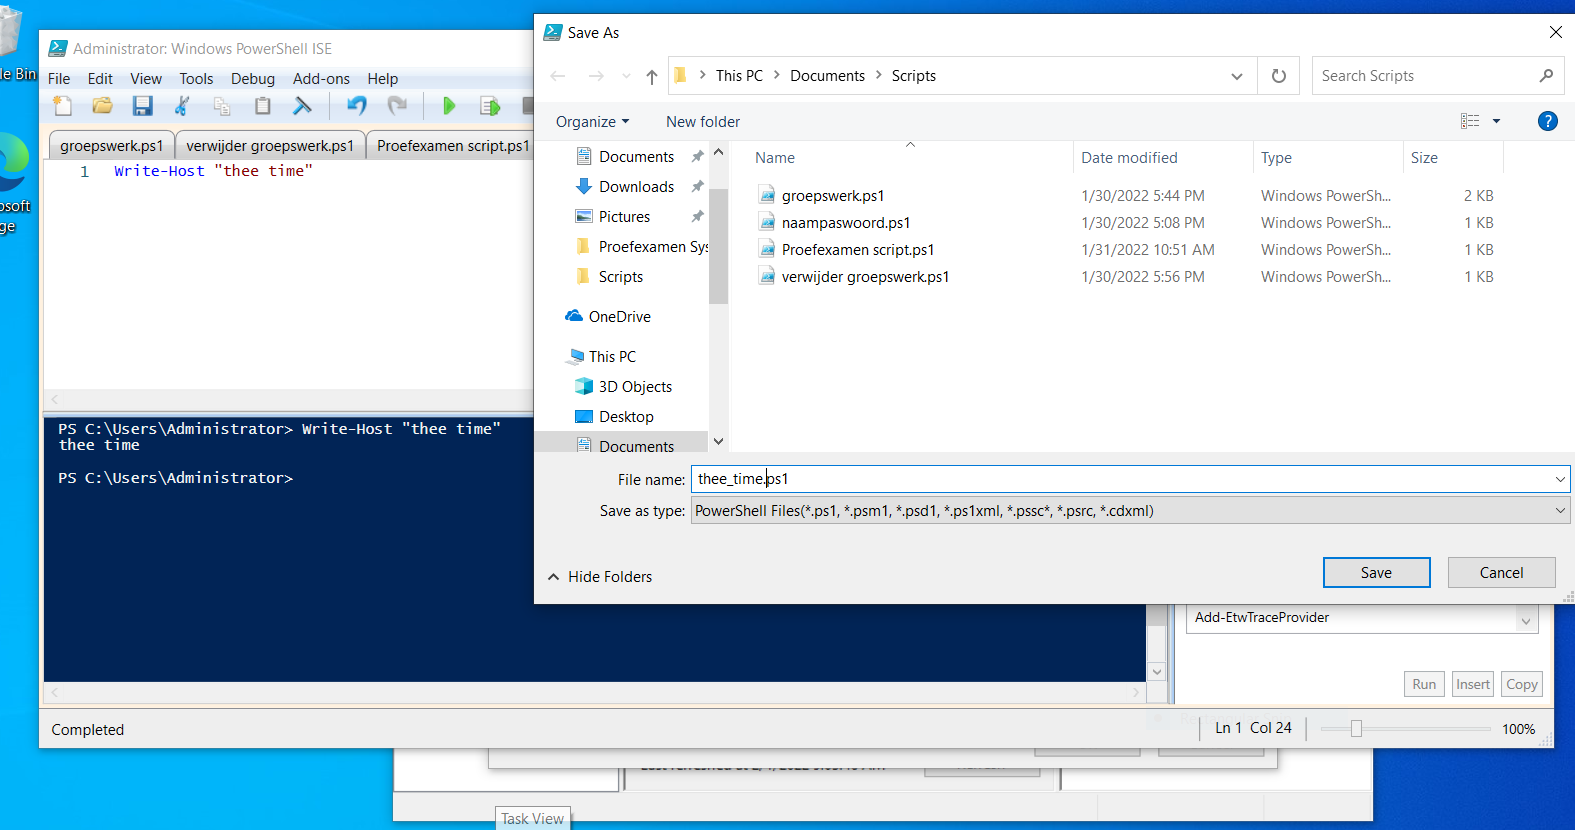 le Bin
osoft
ge
Administrator: Windows PowerShell ISE
File Edit View Tools Debug Add-ons Help
groepswerk.ps1 verwijder groepswerk.ps1 Proefexamen script.ps1
1 Write-Host "thee time"
PS C:\Users\Administrator> Write-Host "thee time"
thee time
PS C:\Users\Administrator>
Completed
Ln 1 Col 24
100%
Save As
This PC > Documents > Scripts
Search Scripts
Organize New folder
?
Documents
Downloads
Pictures
Proefexamen Sys
Scripts
OneDrive
This PC
3D Objects
Desktop
Documents
Name Date modified Type Size
groepswerk.ps1 1/30/2022 5:44 PM Windows PowerSh... 2 KB
naampaswoord.ps1 1/30/2022 5:08 PM Windows PowerSh... 1 KB
Proefexamen script.ps1 1/31/2022 10:51 AM Windows PowerSh... 1 KB
verwijder groepswerk.ps1 1/30/2022 5:56 PM Windows PowerSh... 1 KB
File name: thee_time.ps1
Save as type: PowerShell Files(*.ps1, *.psm1, *.psd1, *.ps1xml, *.pssc*, *.psrc, *.cdxml)
Hide Folders
Save Cancel
Add-EtwTraceProvider
Run Insert Copy
Task View